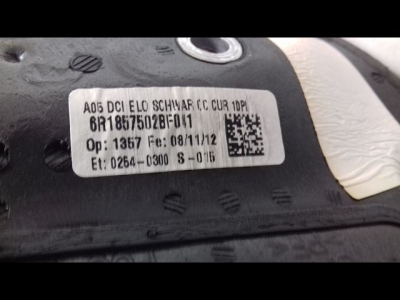 A05 DCI ELO SCHWAR CC CUR 10PI
6R1857502BF041
Op: 1357 Fe: 08/11/12
Et: 0254-0300 S-015